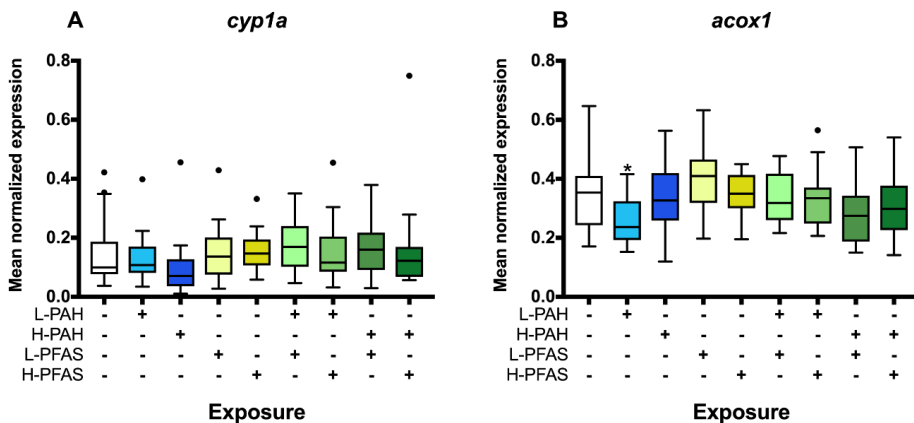 A cyp1a
Mean normalized expression
0.8
0.6
0.4
0.2
0.0
L-PAH - + - - - + + - -
H-PAH - - + - - - - + +
L-PFAS - - - + - + - + -
H-PFAS - - - - + - + - +
Exposure
B acox1
Mean normalized expression
0.8
0.6
0.4
0.2
0.0
*
L-PAH - + - - - + + - -
H-PAH - - + - - - - + +
L-PFAS - - - + - + - + -
H-PFAS - - - - + - + - +
Exposure